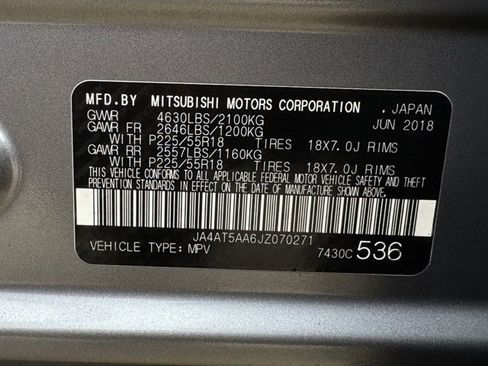 MFD.BY MITSUBISHI MOTORS CORPORATION . JAPAN
GVWR 4630LBS/2100KG JUN 2018
GAWR FR 2646LBS/1200KG
WITH P225/55R18 TIRES 18X7.0J RIMS
GAWR RR 2557LBS/1160KG
WITH P225/55R18 TIRES 18X7.0J RIMS
THIS VEHICLE CONFORMS TO ALL APPLICABLE FEDERAL MOTOR VEHICLE SAFETY AND THEFT
PREVENTION STANDARDS IN EFFECT ON THE DATE OF MANUFACTURE SHOWN ABOVE.
JA4AT5AA6JZ070271
VEHICLE TYPE: MPV 7430C 536